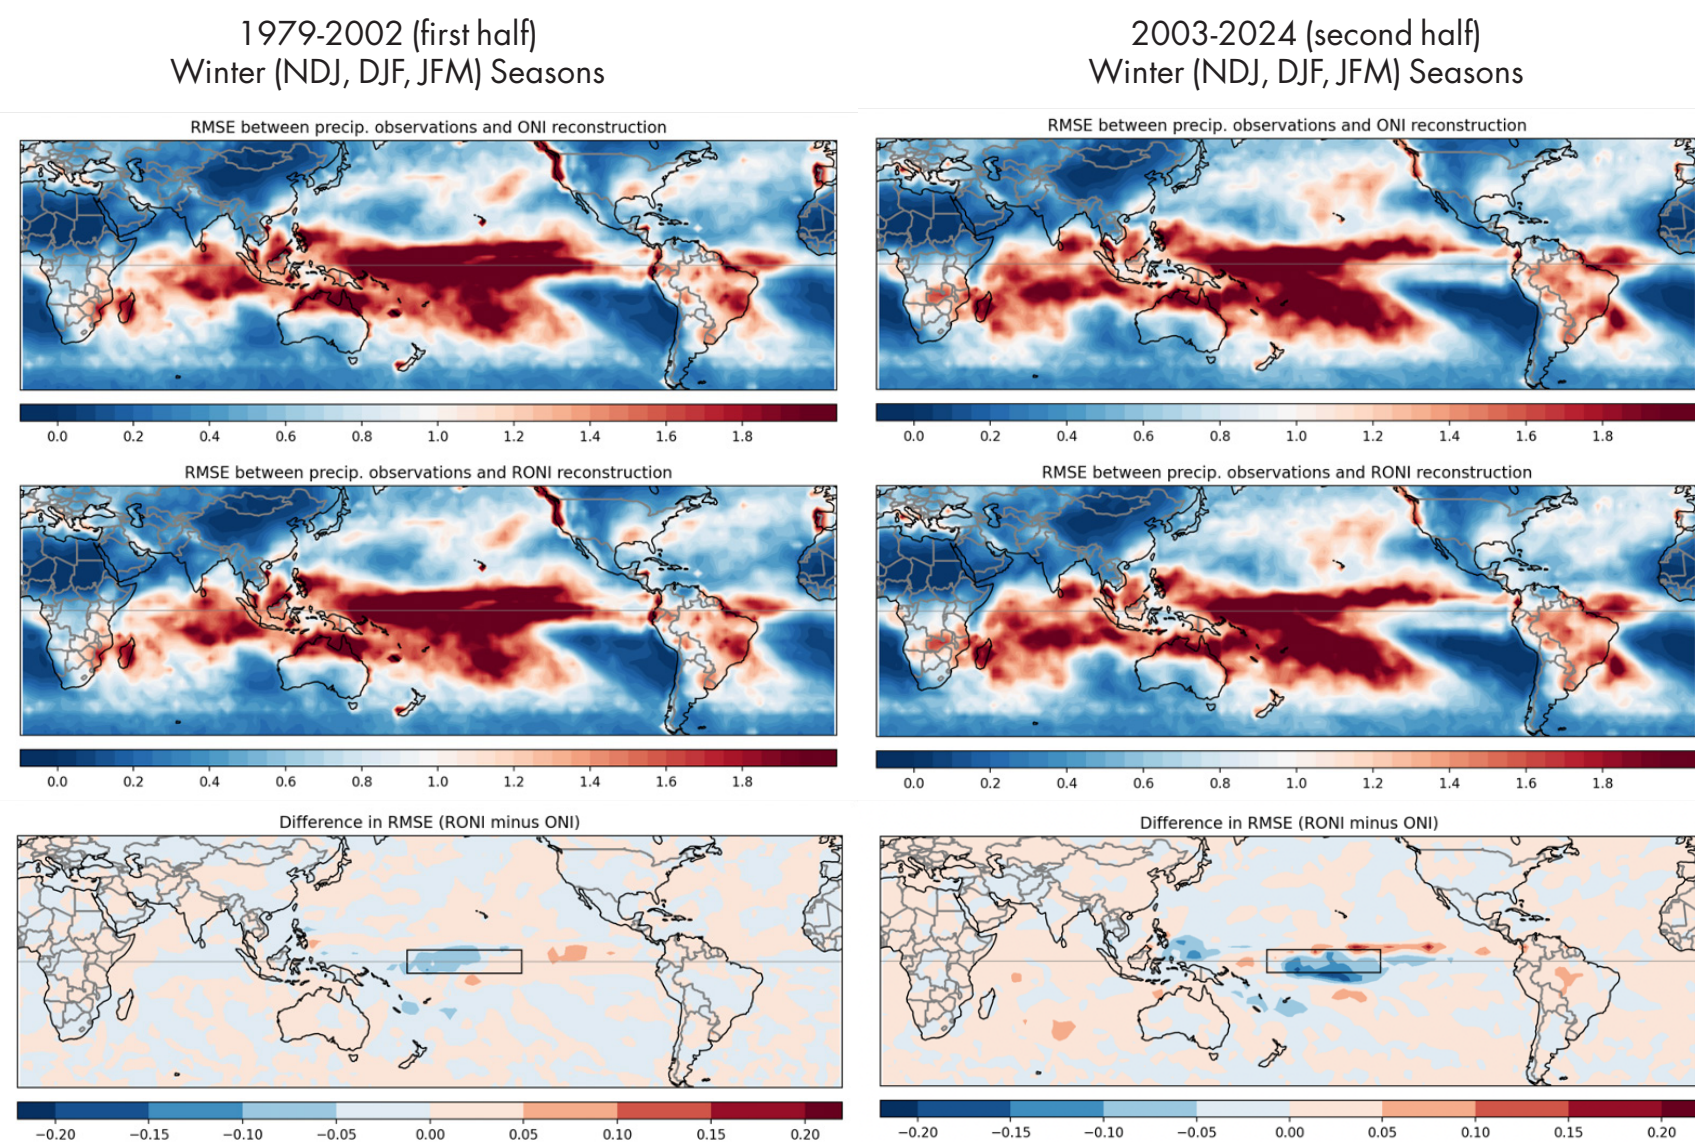 1979-2002 (first half)
Winter (NDJ, DJF, JFM) Seasons
2003-2024 (second half)
Winter (NDJ, DJF, JFM) Seasons
RMSE between precip. observations and ONI reconstruction
0.0 0.2 0.4 0.6 0.8 1.0 1.2 1.4 1.6 1.8
RMSE between precip. observations and ONI reconstruction
0.0 0.2 0.4 0.6 0.8 1.0 1.2 1.4 1.6 1.8
RMSE between precip. observations and RONI reconstruction
0.0 0.2 0.4 0.6 0.8 1.0 1.2 1.4 1.6 1.8
RMSE between precip. observations and RONI reconstruction
0.0 0.2 0.4 0.6 0.8 1.0 1.2 1.4 1.6 1.8
Difference in RMSE (RONI minus ONI)
−0.20 −0.15 −0.10 −0.05 0.00 0.05 0.10 0.15 0.20
Difference in RMSE (RONI minus ONI)
−0.20 −0.15 −0.10 −0.05 0.00 0.05 0.10 0.15 0.20